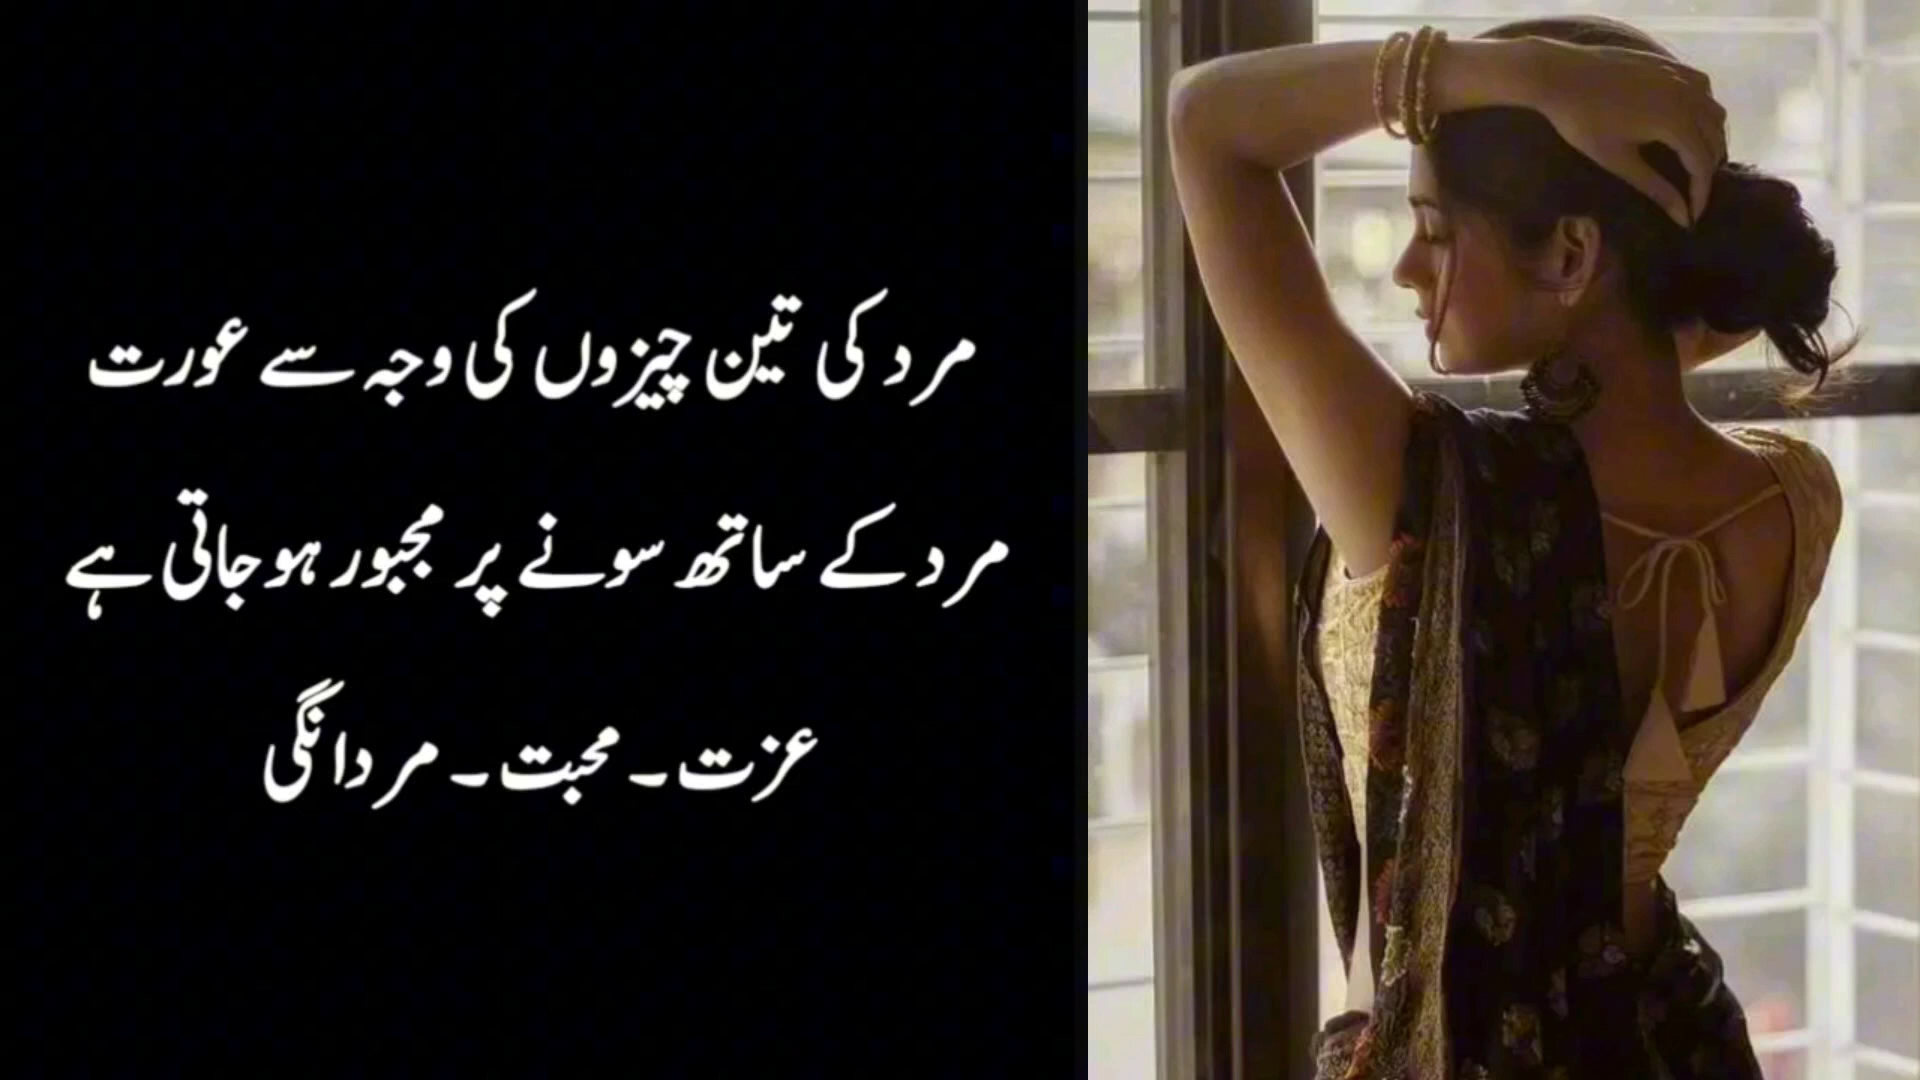 مرد کی تین چیزوں کی وجہ سے عورت
مرد کے ساتھ سونے پر مجبور ہو جاتی ہے
عزت ۔ محبت ۔ مردانگی